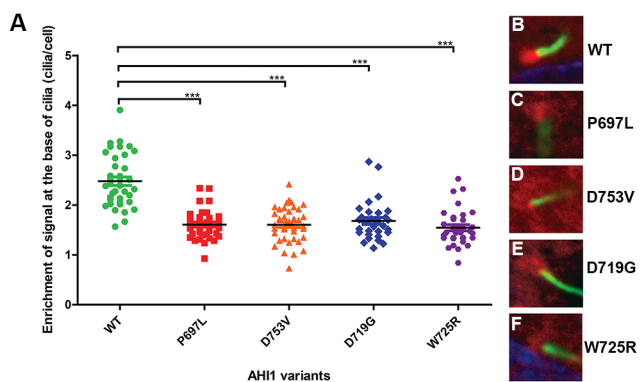 A
Enrichment of signal at the base of cilia (cilia/cell)
5
4
3
2
1
0
***
***
***
***
WT
P697L
D753V
D719G
W725R
AHI1 variants
B
WT
C
P697L
D
D753V
E
D719G
F
W725R